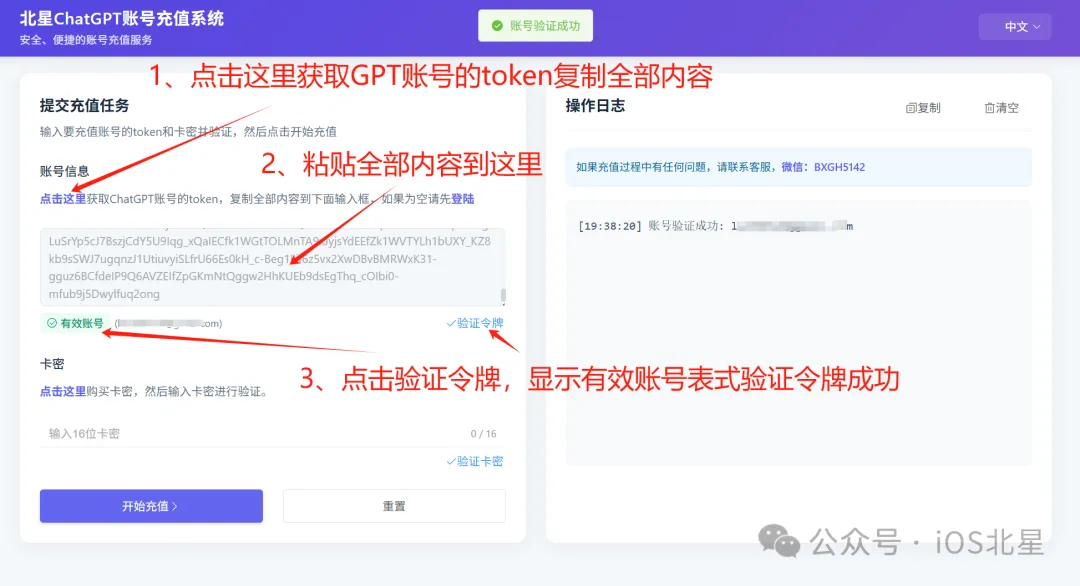 北星ChatGPT账号充值系统
安全、便捷的账号充值服务
账号验证成功
中文
1、点击这里获取GPT账号的token复制全部内容
提交充值任务
输入要充值账号的token和卡密并验证，然后点击开始充值
2、粘贴全部内容到这里
账号信息
点击这里获取ChatGPT账号的token，复制全部内容到下面输入框，如果为空请先登陆
gguz6BCfdeIP9Q6AVZEIfZpGKmNtQggw2HhKUEb9dsEgThq_cOIbi0-
mfub9j5Dwylfuq2ong
有效账号
验证令牌
3、点击验证令牌，显示有效账号表式验证令牌成功
卡密
点击这里购买卡密，然后输入卡密进行验证。
输入16位卡密
0 / 16
验证卡密
开始充值
重置
操作日志
复制
清空
如果充值过程中有任何问题，请联系客服，微信：BXGH5142
[19:38:20] 账号验证成功:
公众号 · iOS北星